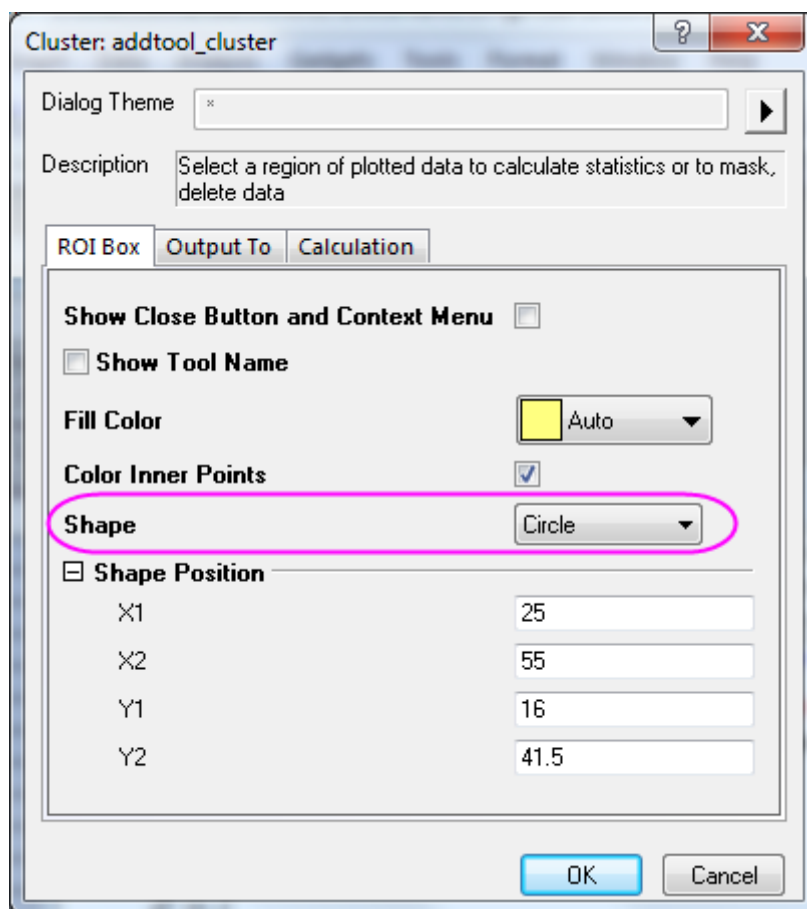 Cluster: addtool_cluster
Dialog Theme *
Description Select a region of plotted data to calculate statistics or to mask,
delete data
ROI Box Output To Calculation
Show Close Button and Context Menu
Show Tool Name
Fill Color Auto
Color Inner Points
Shape Circle
Shape Position
X1 25
X2 55
Y1 16
Y2 41.5
OK Cancel